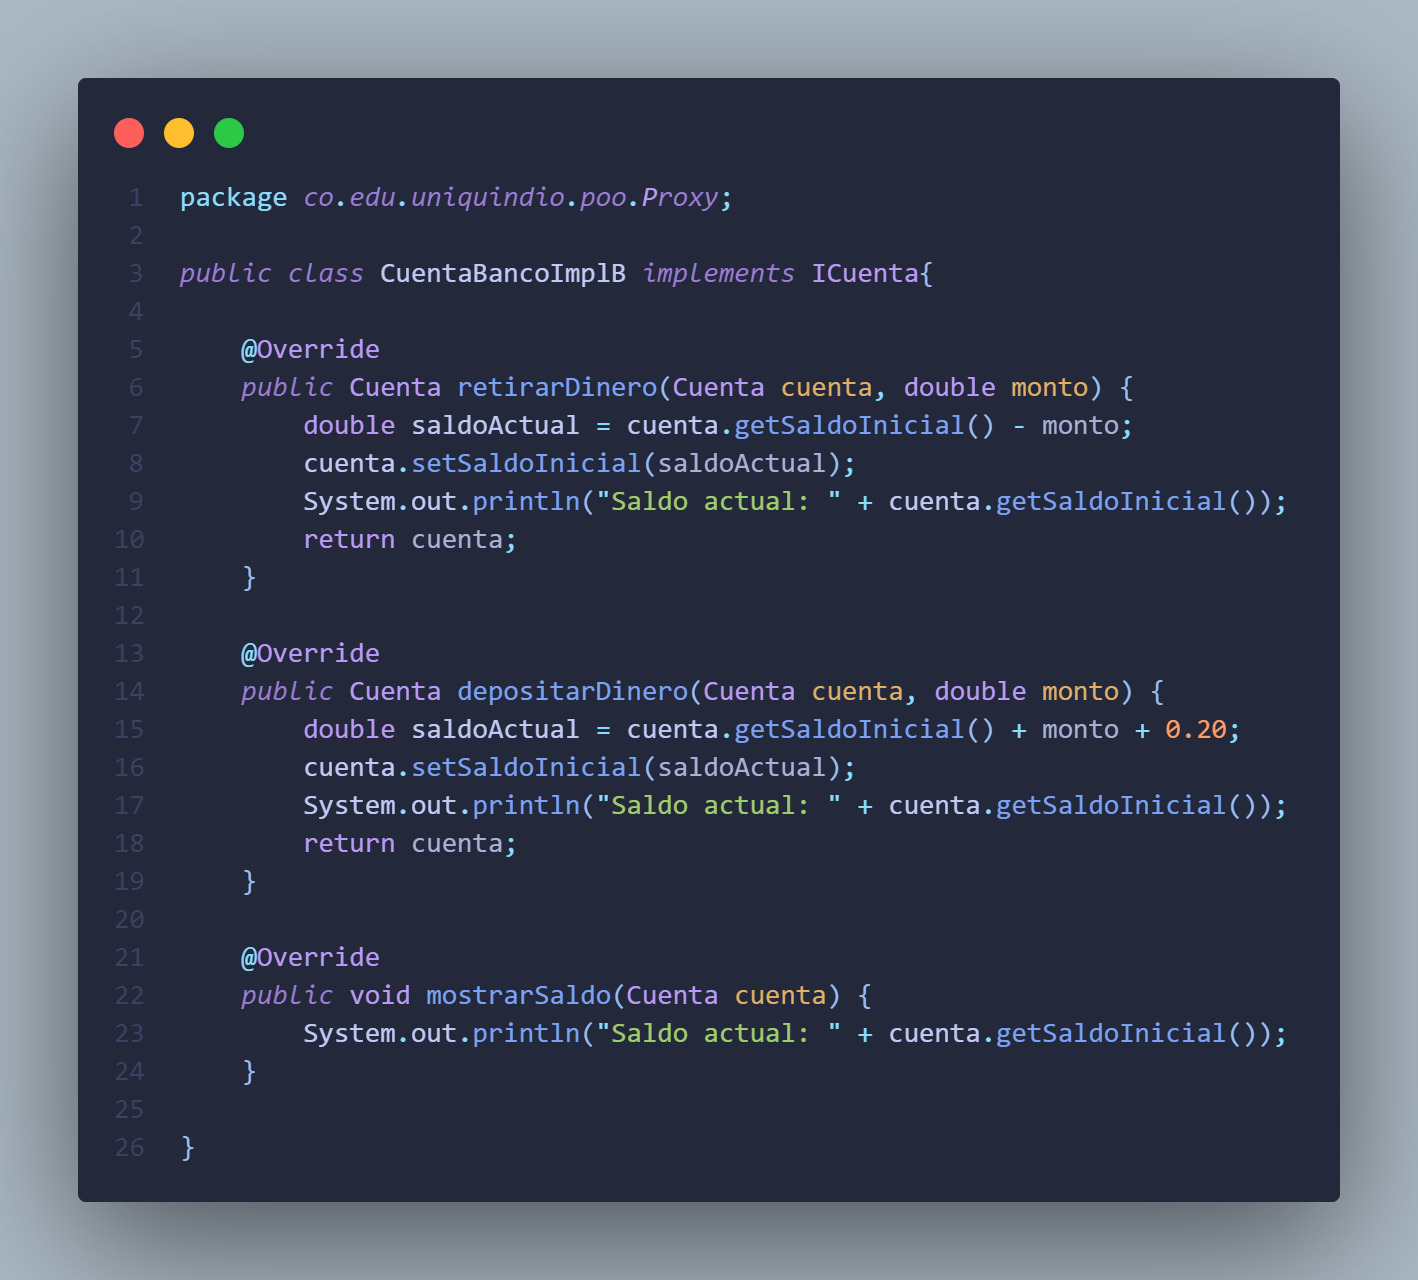 1 package co.edu.uniquindio.poo.Proxy;
2
3 public class CuentaBancoImplB implements ICuenta{
4
5     @Override
6     public Cuenta retirarDinero(Cuenta cuenta, double monto) {
7         double saldoActual = cuenta.getSaldoInicial() - monto;
8         cuenta.setSaldoInicial(saldoActual);
9         System.out.println("Saldo actual: " + cuenta.getSaldoInicial());
10         return cuenta;
11     }
12
13     @Override
14     public Cuenta depositarDinero(Cuenta cuenta, double monto) {
15         double saldoActual = cuenta.getSaldoInicial() + monto + 0.20;
16         cuenta.setSaldoInicial(saldoActual);
17         System.out.println("Saldo actual: " + cuenta.getSaldoInicial());
18         return cuenta;
19     }
20
21     @Override
22     public void mostrarSaldo(Cuenta cuenta) {
23         System.out.println("Saldo actual: " + cuenta.getSaldoInicial());
24     }
25
26 }